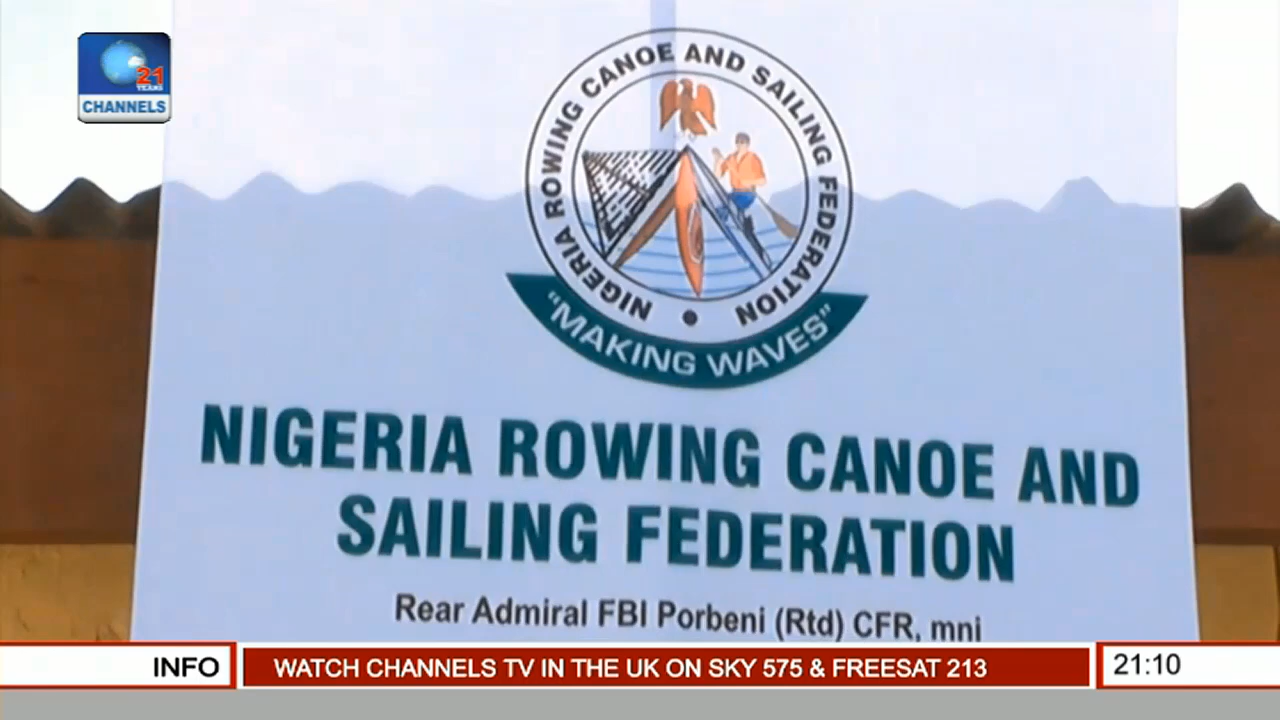 21
YEARS
CHANNELS
NIGERIA ROWING CANOE AND SAILING FEDERATION
"MAKING WAVES"
NIGERIA ROWING CANOE AND
SAILING FEDERATION
Rear Admiral FBI Porbeni (Rtd) CFR, mni
INFO
WATCH CHANNELS TV IN THE UK ON SKY 575 & FREESAT 213
21:10